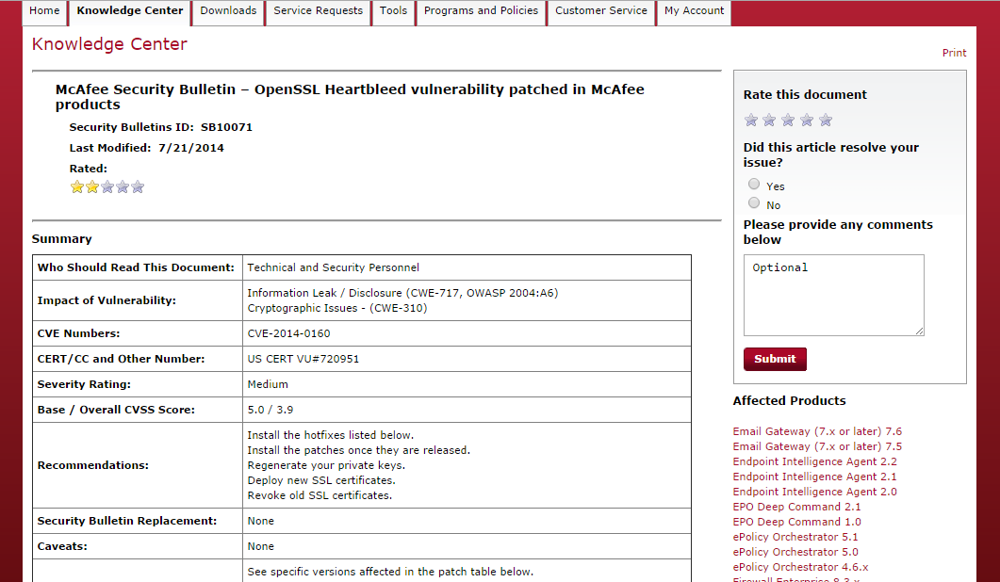 Home
Knowledge Center
Downloads
Service Requests
Tools
Programs and Policies
Customer Service
My Account
Knowledge Center
Print
McAfee Security Bulletin – OpenSSL Heartbleed vulnerability patched in McAfee
products
Security Bulletins ID: SB10071
Last Modified: 7/21/2014
Rated:
Summary
Who Should Read This Document: Technical and Security Personnel
Impact of Vulnerability: Information Leak / Disclosure (CWE-717, OWASP 2004:A6)
Cryptographic Issues - (CWE-310)
CVE Numbers: CVE-2014-0160
CERT/CC and Other Number: US CERT VU#720951
Severity Rating: Medium
Base / Overall CVSS Score: 5.0 / 3.9
Recommendations: Install the hotfixes listed below.
Install the patches once they are released.
Regenerate your private keys.
Deploy new SSL certificates.
Revoke old SSL certificates.
Security Bulletin Replacement: None
Caveats: None
See specific versions affected in the patch table below.
Rate this document
Did this article resolve your
issue?
Yes
No
Please provide any comments
below
Optional
Submit
Affected Products
Email Gateway (7.x or later) 7.6
Email Gateway (7.x or later) 7.5
Endpoint Intelligence Agent 2.2
Endpoint Intelligence Agent 2.1
Endpoint Intelligence Agent 2.0
EPO Deep Command 2.1
EPO Deep Command 1.0
ePolicy Orchestrator 5.1
ePolicy Orchestrator 5.0
ePolicy Orchestrator 4.6.x
Firewall Enterprise 8.3.x